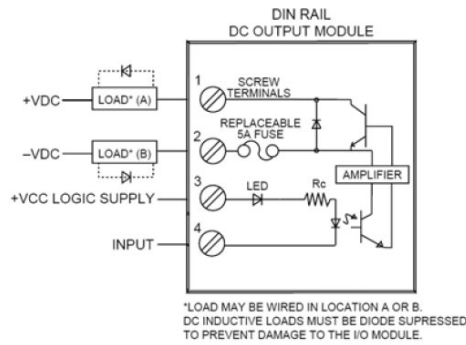 DIN RAIL
DC OUTPUT MODULE
1
SCREW
TERMINALS
+VDC
LOAD* (A)
REPLACEABLE
5A FUSE
2
–VDC
LOAD* (B)
AMPLIFIER
3
LED
Rc
+VCC LOGIC SUPPLY
4
INPUT
*LOAD MAY BE WIRED IN LOCATION A OR B.
DC INDUCTIVE LOADS MUST BE DIODE SUPRESSED
TO PREVENT DAMAGE TO THE I/O MODULE.